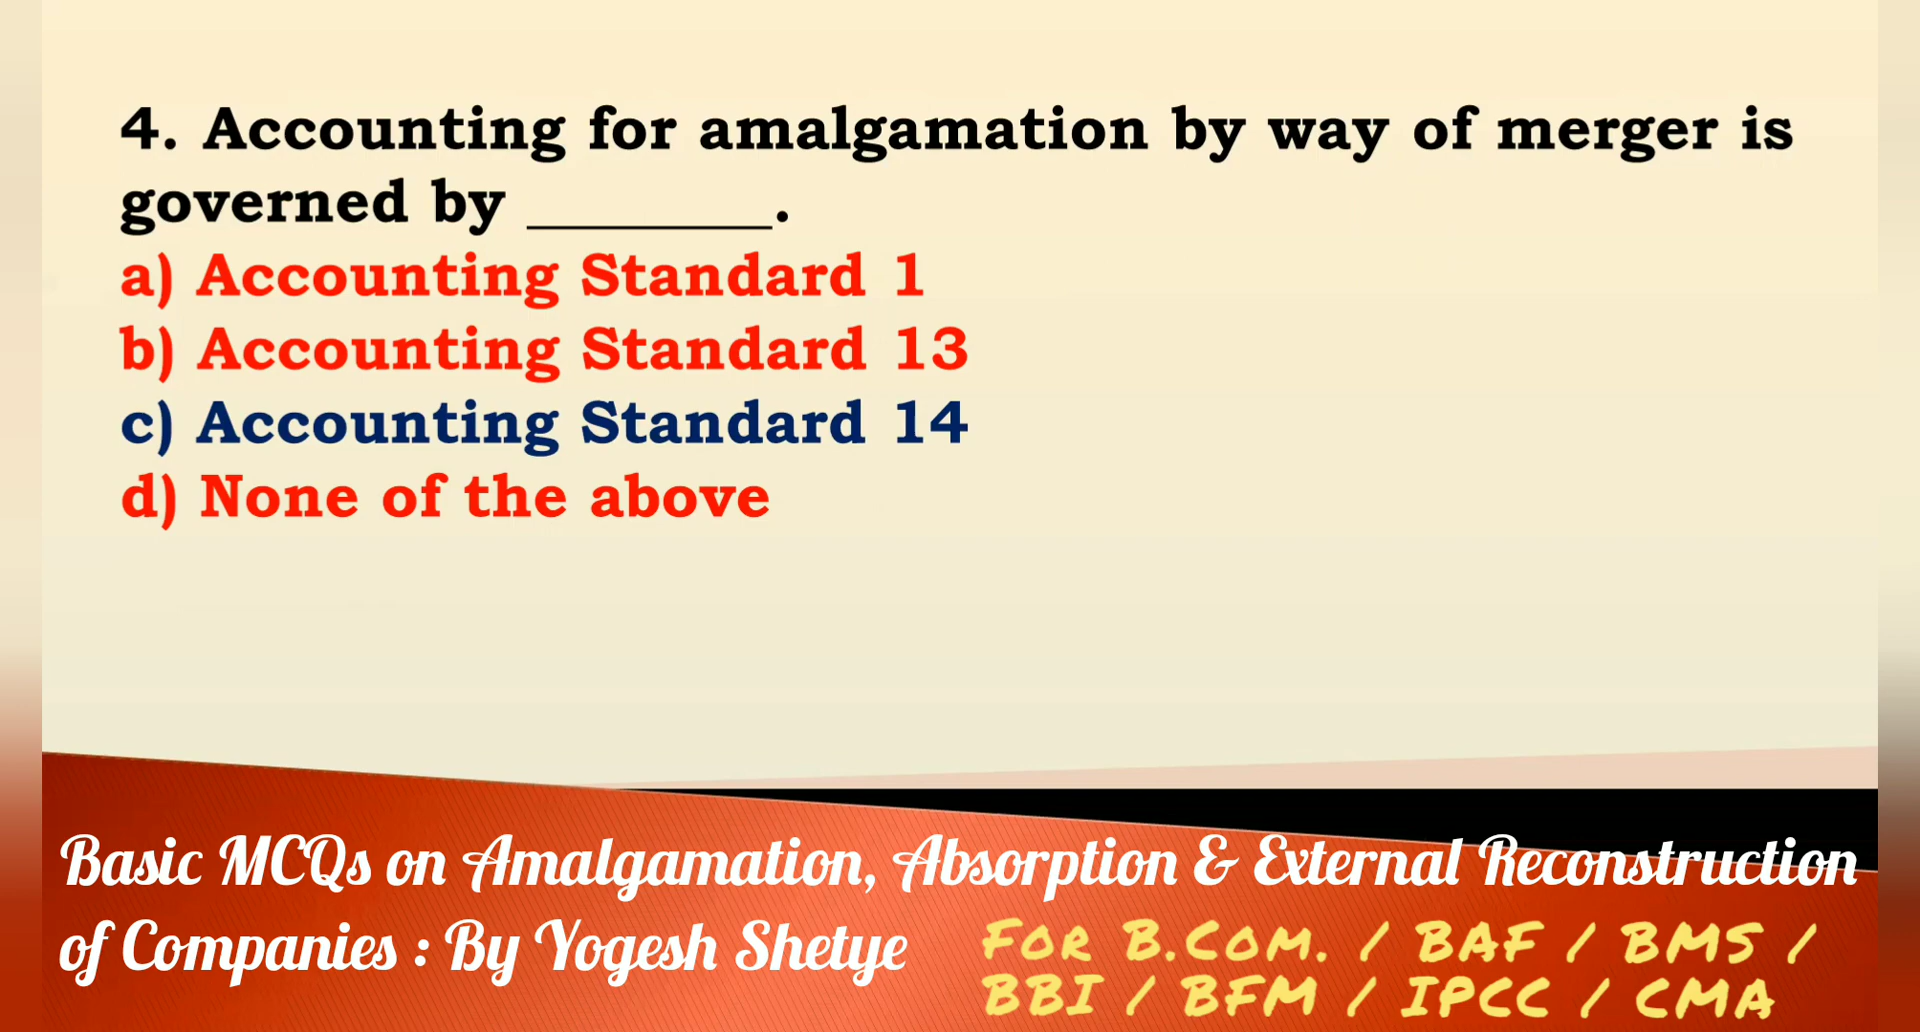 4. Accounting for amalgamation by way of merger is
governed by ________.
a) Accounting Standard 1
b) Accounting Standard 13
c) Accounting Standard 14
d) None of the above
Basic MCQs on Amalgamation, Absorption & External Reconstruction
of Companies : By Yogesh Shetye
FOR B.COM. / BAF / BMS /
BBI / BFM / IPCC / CMA